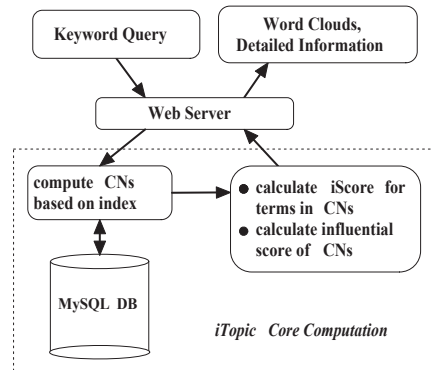 Keyword Query
Word Clouds,
Detailed Information
Web Server
compute CNs
based on index
● calculate iScore for
terms in CNs
● calculate influential
score of CNs
MySQL DB
iTopic Core Computation